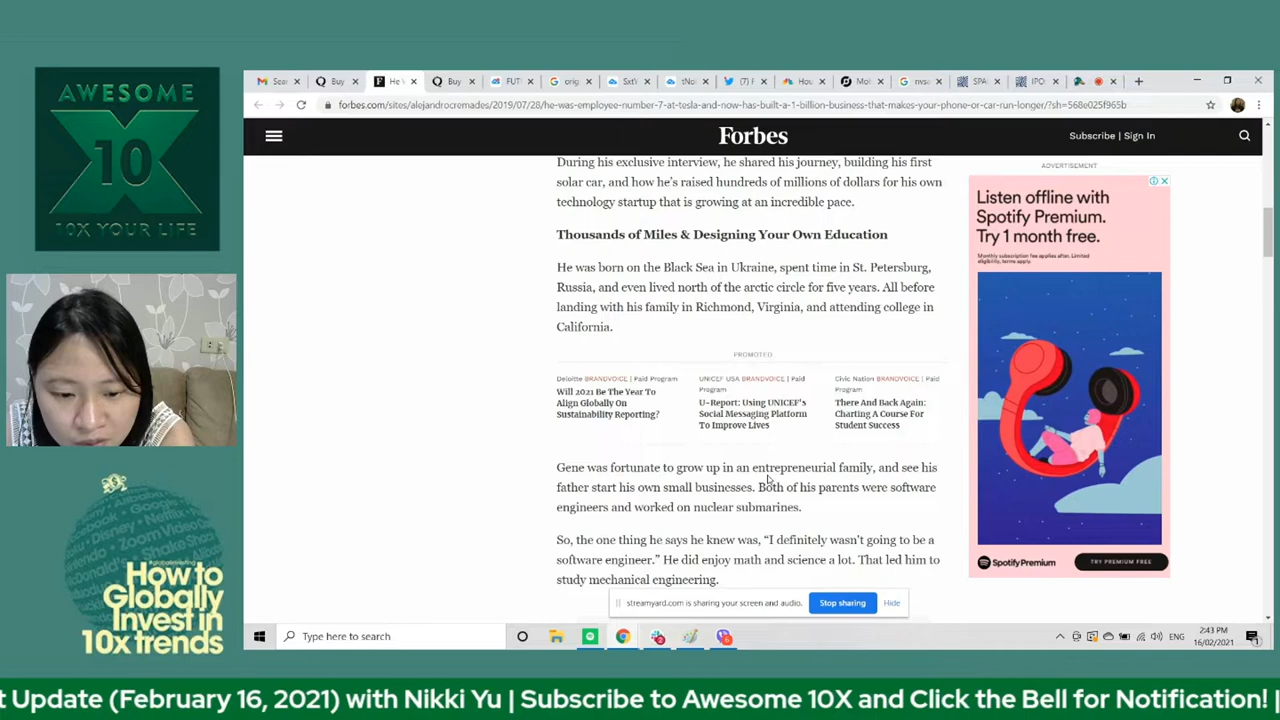 AWESOME
X
10
10X YOUR LIFE
#globalinvesting
How to
Globally
Invest in
10x trends
Buy
He
Buy
FUT
orig
SxtV
tNol
(7) F
Hou
Mo
SPA
IPO
forbes.com/sites/alejandrocremades/2019/07/28/he-was-employee-number-7-at-tesla-and-now-has-built-a-1-billion-business-that-makes-your-phone-or-car-run-longer/?sh=568e025f965b
Forbes
Subscribe | Sign In
During his exclusive interview, he shared his journey, building his first
solar car, and how he's raised hundreds of millions of dollars for his own
technology startup that is growing at an incredible pace.
Thousands of Miles & Designing Your Own Education
He was born on the Black Sea in Ukraine, spent time in St. Petersburg,
Russia, and even lived north of the arctic circle for five years. All before
landing with his family in Richmond, Virginia, and attending college in
California.
PROMOTED
Deloitte BRANDVOICE | Paid Program
Will 2021 Be The Year To
Align Globally On
Sustainability Reporting?
UNICEF USA BRANDVOICE | Paid
Program
U-Report: Using UNICEF's
Social Messaging Platform
To Improve Lives
Civic Nation BRANDVOICE | Paid
Program
There And Back Again:
Charting A Course For
Student Success
Gene was fortunate to grow up in an entrepreneurial family, and see his
father start his own small businesses. Both of his parents were software
engineers and worked on nuclear submarines.
So, the one thing he says he knew was, “I definitely wasn't going to be a
software engineer.” He did enjoy math and science a lot. That led him to
study mechanical engineering.
ADVERTISEMENT
Listen offline with
Spotify Premium.
Try 1 month free.
Monthly subscription fee applies after. Limited
eligibility, terms apply.
Spotify Premium
TRY PREMIUM FREE
streamyard.com is sharing your screen and audio.
Stop sharing
Hide
Type here to search
ENG
2:43 PM
16/02/2021
t Update (February 16, 2021) with Nikki Yu | Subscribe to Awesome 10X and Click the Bell for Notification! |